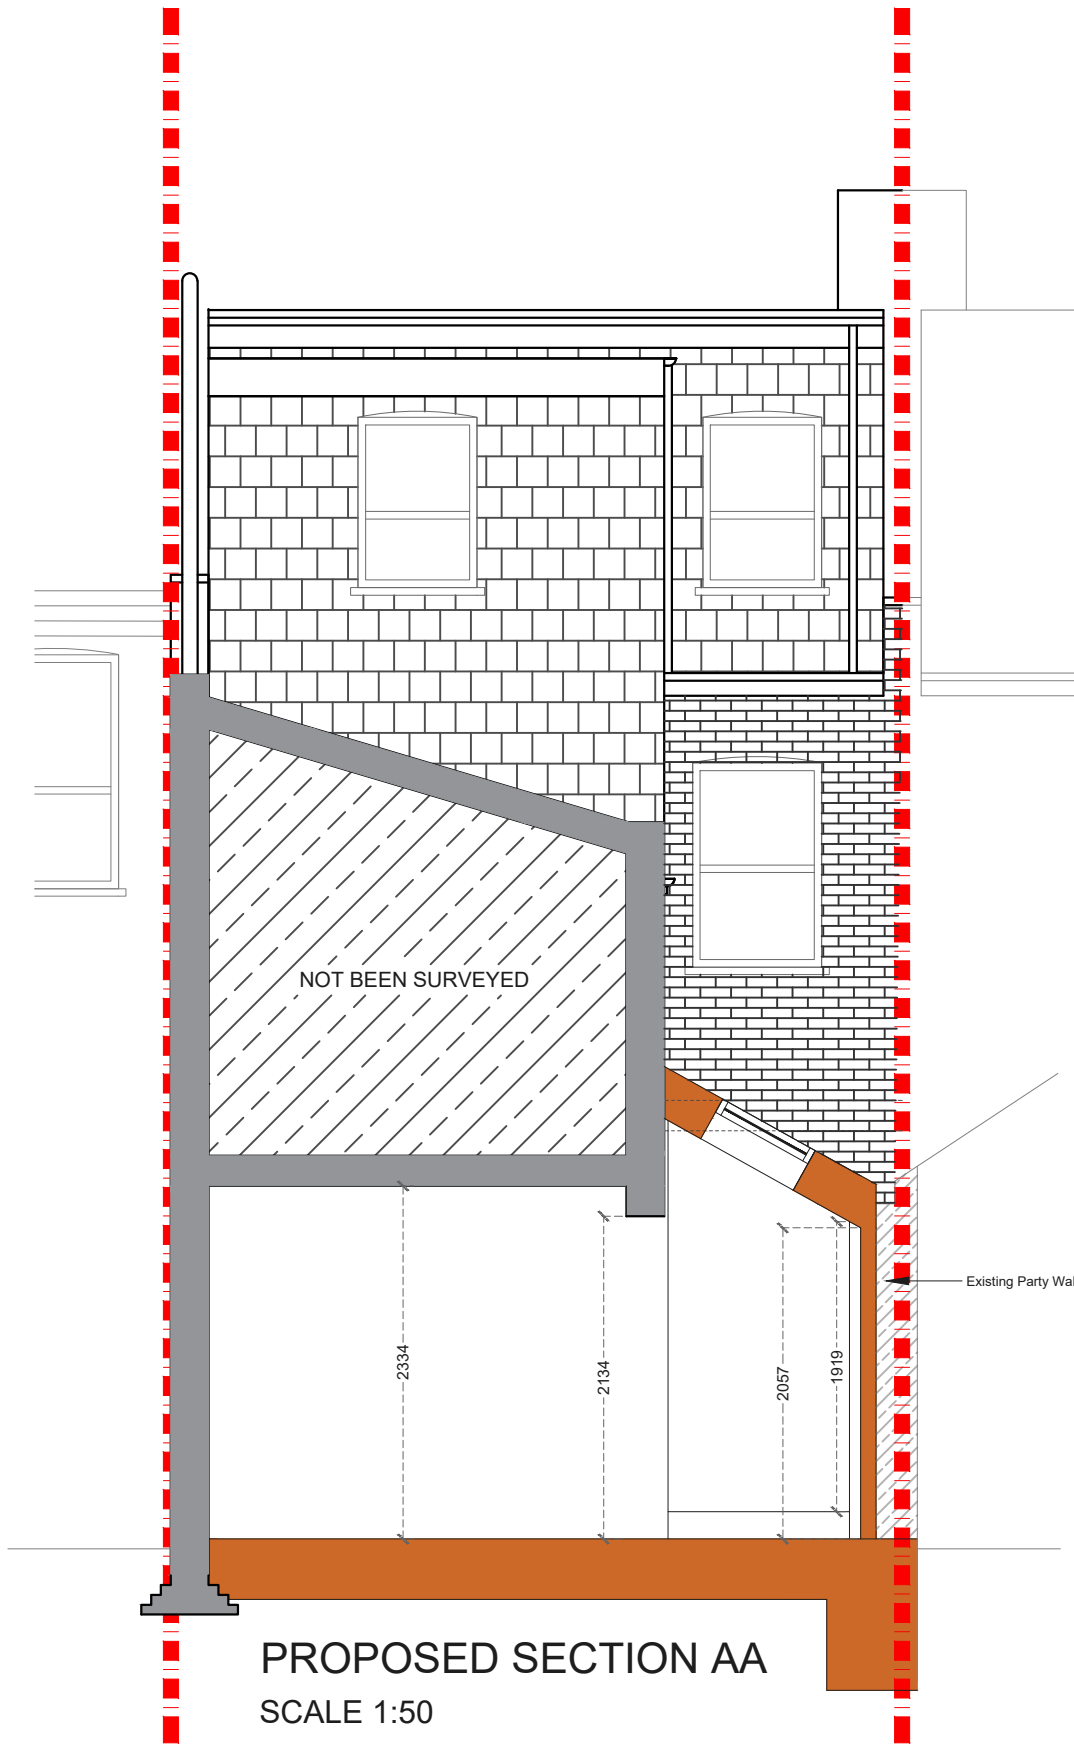 NOT BEEN SURVEYED
Existing Party Wal
2334
2134
2057
1919
PROPOSED SECTION AA
SCALE 1:50